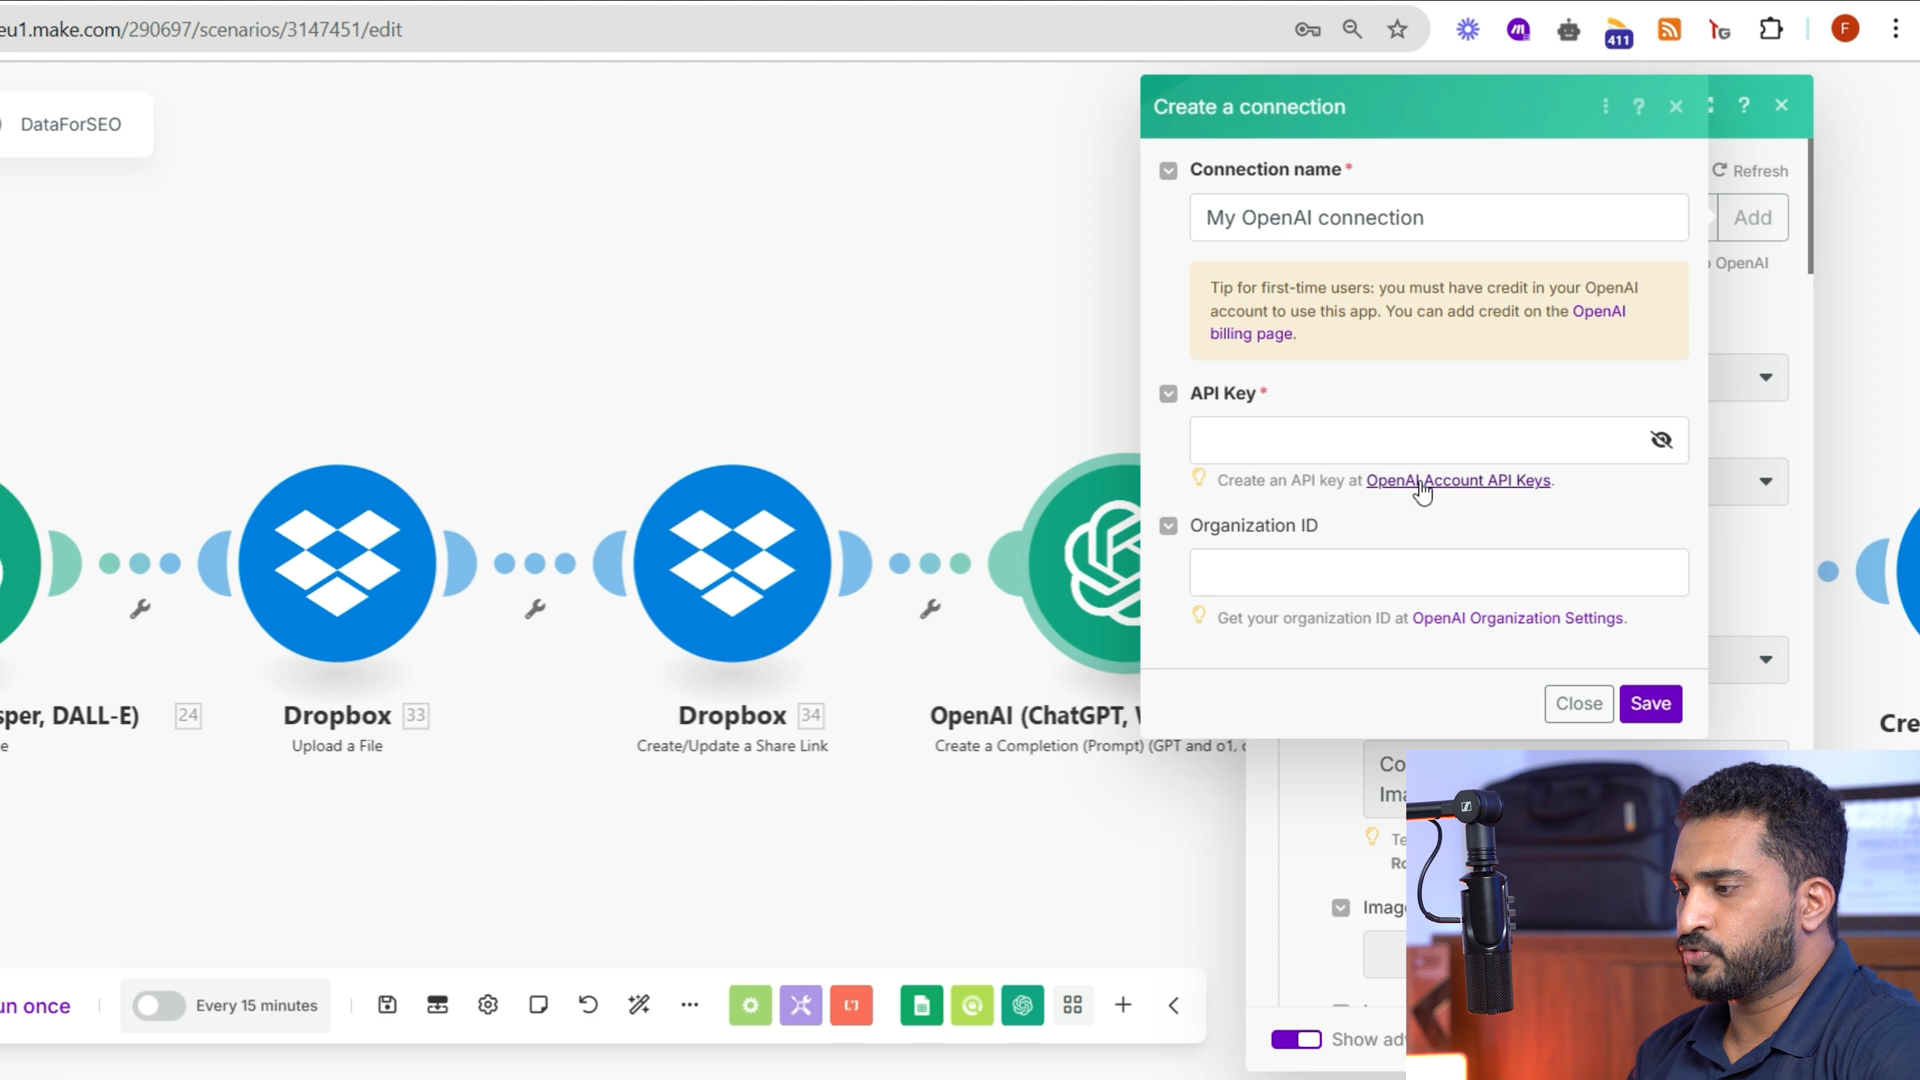 eu1.make.com/290697/scenarios/3147451/edit
411
F
DataForSEO
Create a connection
Refresh
Connection name *
My OpenAI connection
Add
OpenAI
Tip for first-time users: you must have credit in your OpenAI
account to use this app. You can add credit on the OpenAI
billing page.
API Key *
Create an API key at OpenAI Account API Keys.
Organization ID
Get your organization ID at OpenAI Organization Settings.
Close
Save
sper, DALL-E) 24
e
Dropbox 33
Upload a File
Dropbox 34
Create/Update a Share Link
OpenAI (ChatGPT, W
Create a Completion (Prompt) (GPT and o1, o
Cre
Co
Ima
Te
Ro
Imag
un once
Every 15 minutes
Show adv